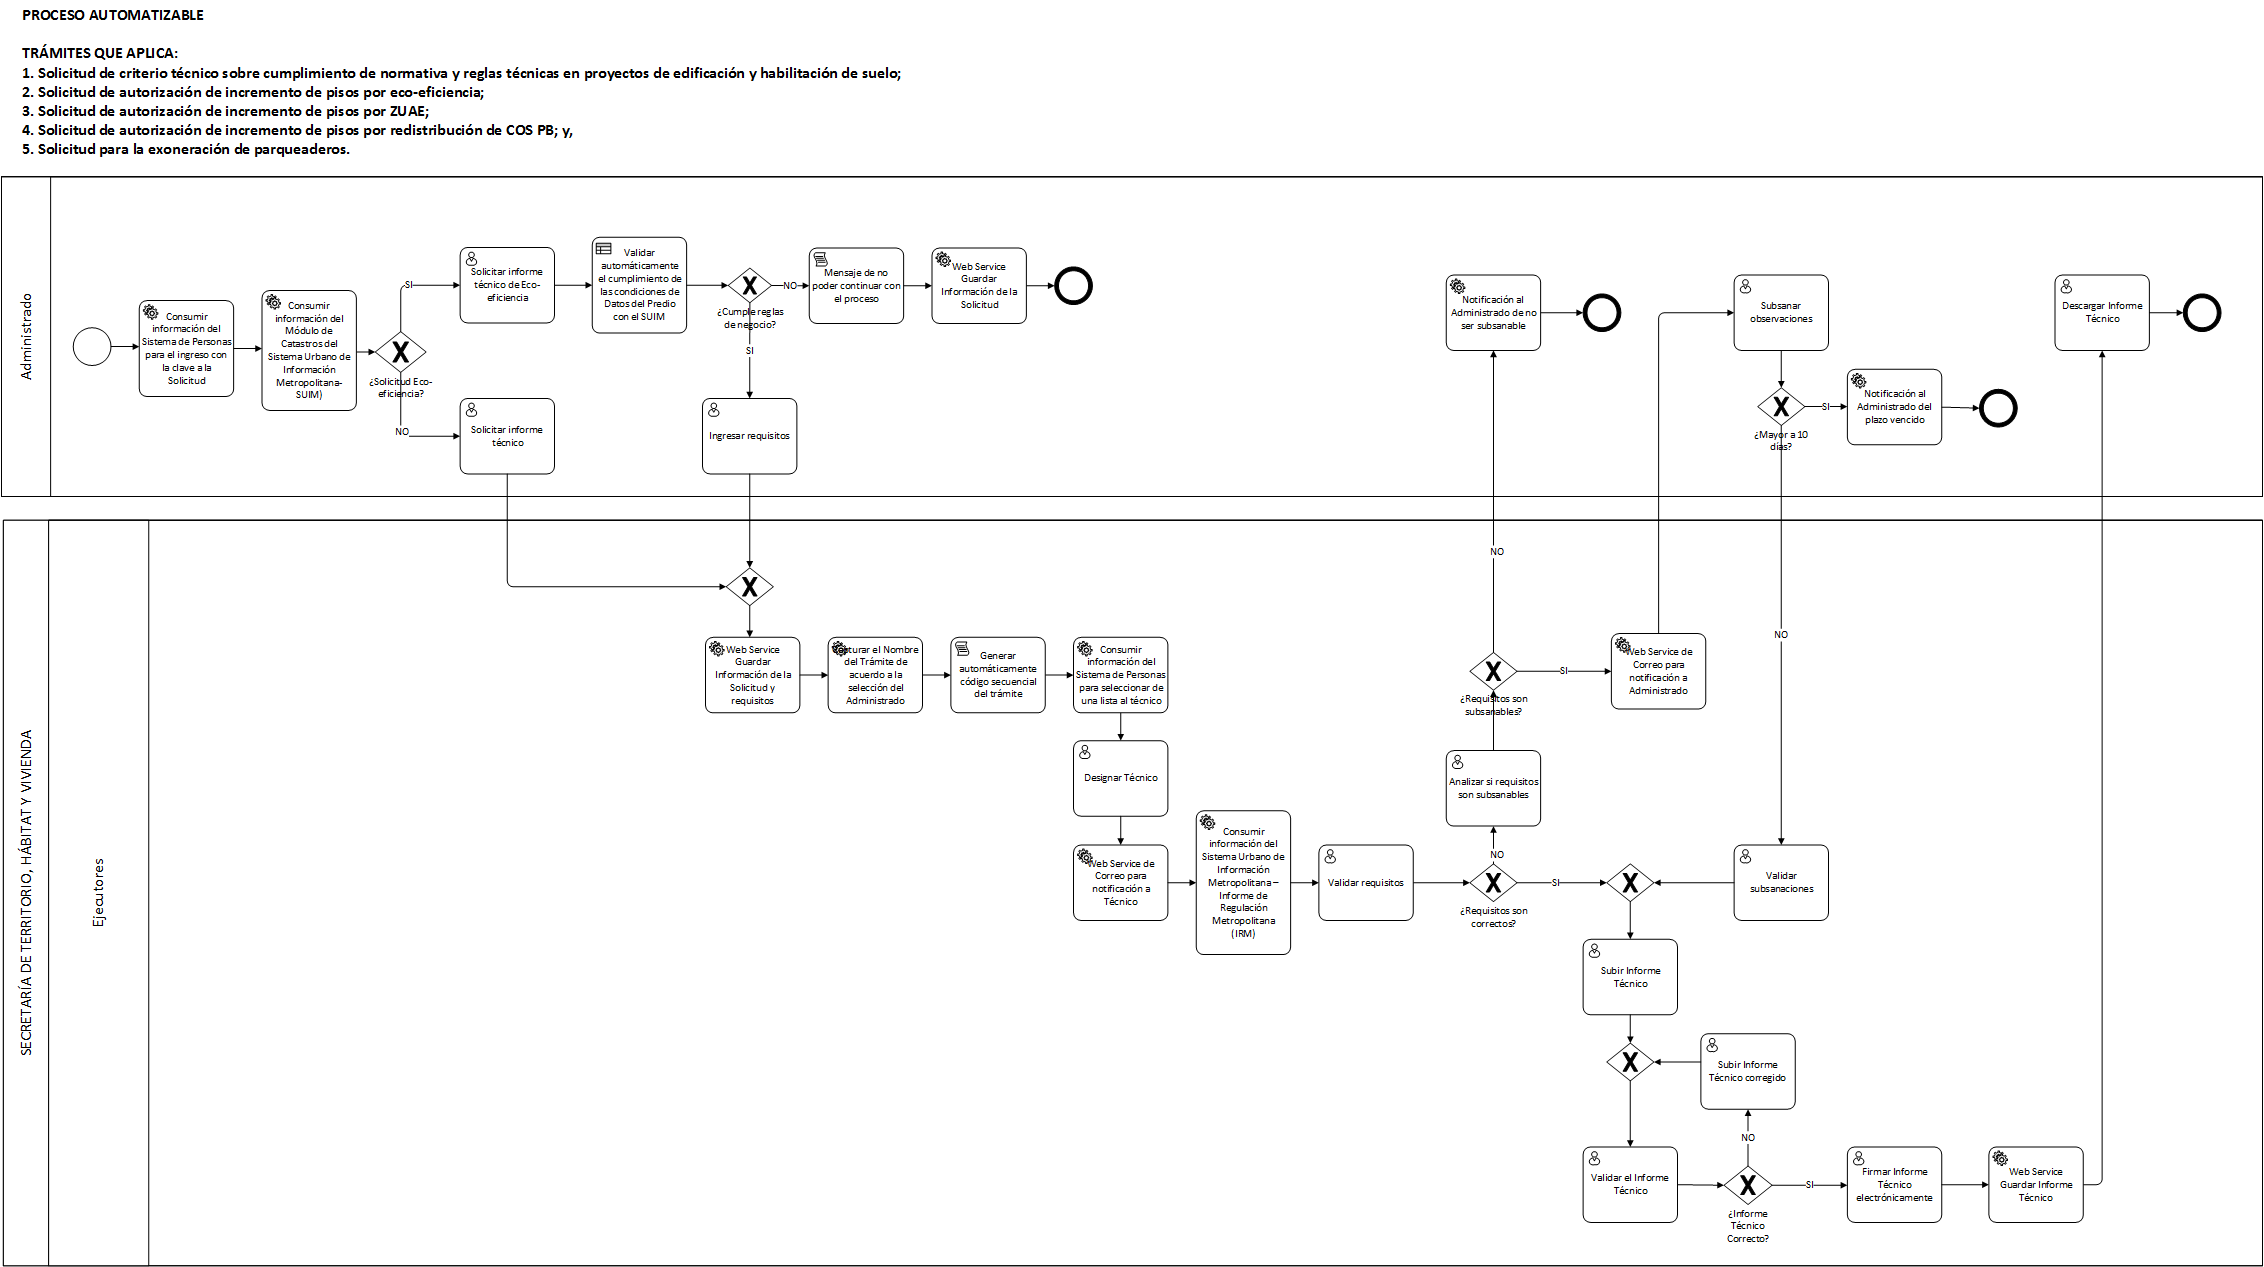 PROCESO AUTOMATIZABLE
TRÁMITES QUE APLICA:
1. Solicitud de criterio técnico sobre cumplimiento de normativa y reglas técnicas en proyectos de edificación y habilitación de suelo;
2. Solicitud de autorización de incremento de pisos por eco-eficiencia;
3. Solicitud de autorización de incremento de pisos por ZUAE;
4. Solicitud de autorización de incremento de pisos por redistribución de COS PB; y,
5. Solicitud para la exoneración de parqueaderos.
Administrado
Consumir
información del
Sistema de Personas
para el ingreso con
la clave a la
Solicitud
Consumir
información del
Módulo de
Catastros del
Sistema Urbano de
Información
Metropolitana-
SUIM)
¿Solicitud Eco-
eficiencia?
SI
NO
Solicitar informe
técnico de Eco-
eficiencia
Solicitar informe
técnico
Validar
automáticamente
el cumplimiento de
las condiciones de
Datos del Predio
con el SUIM
¿Cumple reglas
de negocio?
NO
SI
Mensaje de no
poder continuar con
el proceso
Web Service
Guardar
Información de la
Solicitud
Ingresar requisitos
Notificación al
Administrado de no
ser subsanable
Subsanar
observaciones
¿Mayor a 10
días?
SI
NO
Notificación al
Administrado del
plazo vencido
Descargar Informe
Técnico
SECRETARÍA DE TERRITORIO, HÁBITAT Y VIVIENDA
Ejecutores
Web Service
Guardar
Información de la
Solicitud y
requisitos
el Nombre
del Trámite de
acuerdo a la
selección del
Administrado
Generar
automáticamente
código secuencial
del trámite
Consumir
información del
Sistema de Personas
para seleccionar de
una lista al técnico
Designar Técnico
Web Service de
Correo para
notificación a
Técnico
Consumir
información del
Sistema Urbano de
Información
Metropolitana –
Informe de
Regulación
Metropolitana
(IRM)
Validar requisitos
¿Requisitos son
correctos?
NO
SI
Analizar si requisitos
son subsanables
¿Requisitos son
subsanables?
NO
SI
Web Service de
Correo para
notificación a
Administrado
Validar
subsanaciones
Subir Informe
Técnico
Subir Informe
Técnico corregido
Validar el Informe
Técnico
¿Informe
Técnico
Correcto?
NO
SI
Firmar Informe
Técnico
electrónicamente
Web Service
Guardar Informe
Técnico